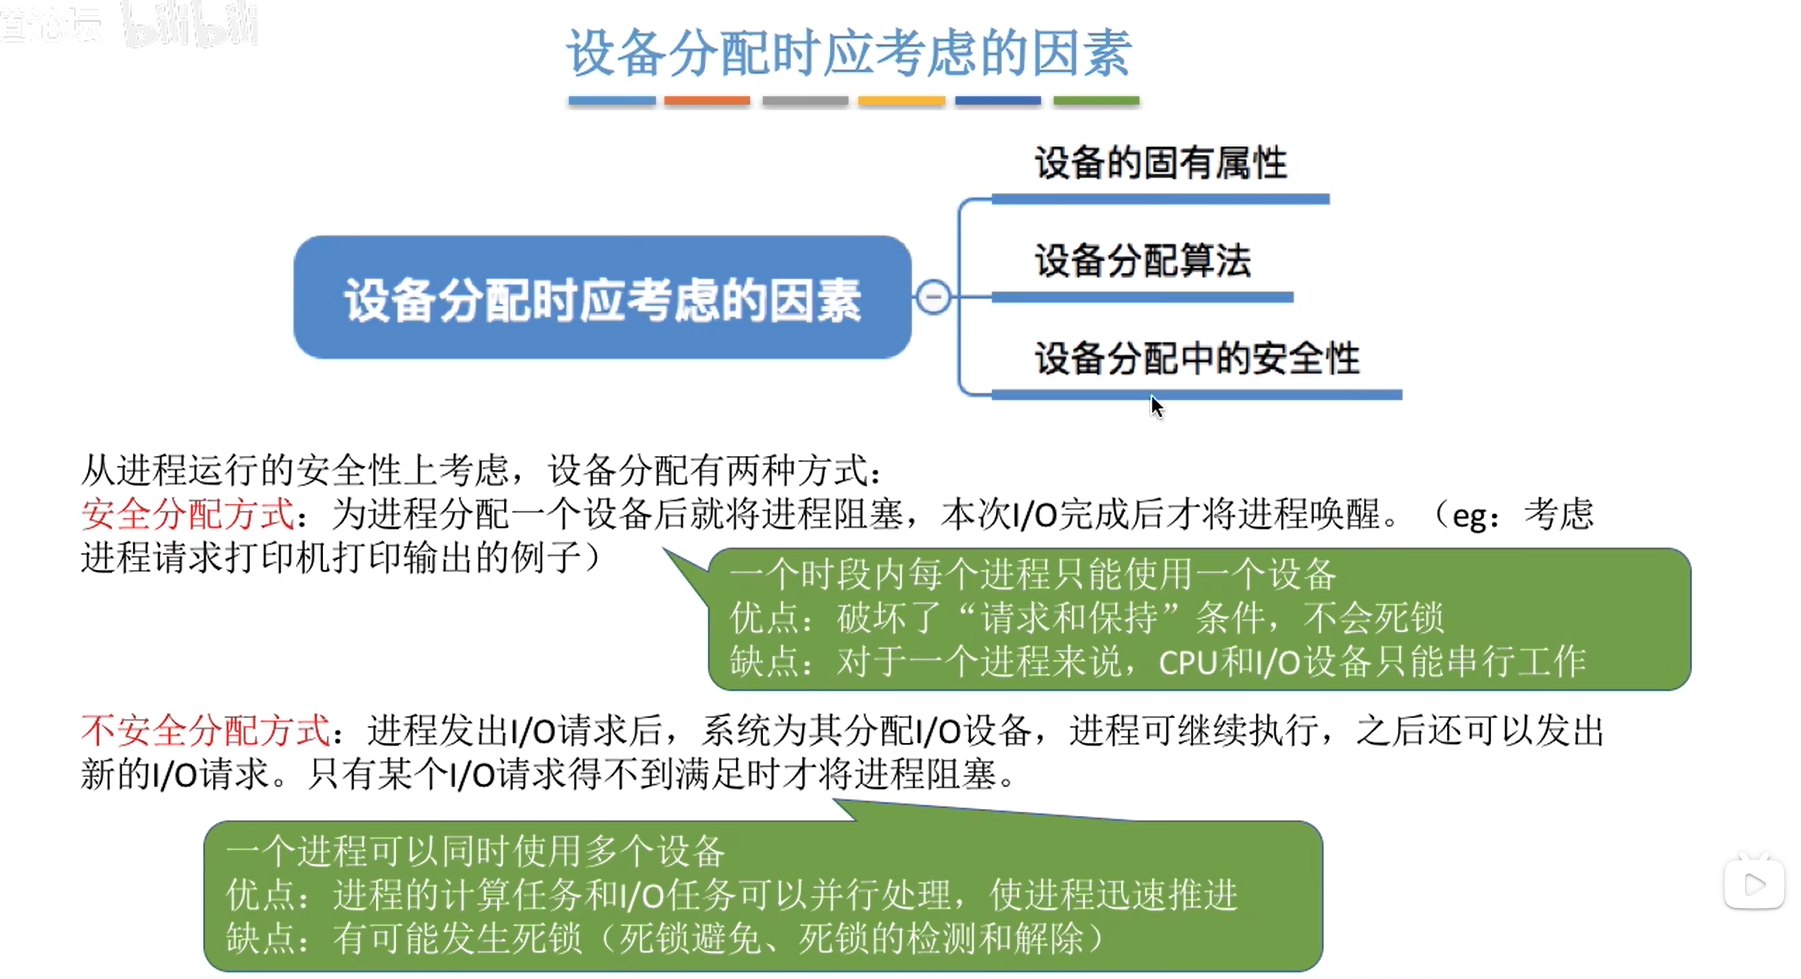 道论坛 bilibili
设备分配时应考虑的因素
设备的固有属性
设备分配算法
设备分配时应考虑的因素
设备分配中的安全性
从进程运行的安全性上考虑，设备分配有两种方式：
安全分配方式：为进程分配一个设备后就将进程阻塞，本次I/O完成后才将进程唤醒。（eg：考虑
进程请求打印机打印输出的例子）
一个时段内每个进程只能使用一个设备
优点：破坏了“请求和保持”条件，不会死锁
缺点：对于一个进程来说，CPU和I/O设备只能串行工作
不安全分配方式：进程发出I/O请求后，系统为其分配I/O设备，进程可继续执行，之后还可以发出
新的I/O请求。只有某个I/O请求得不到满足时才将进程阻塞。
一个进程可以同时使用多个设备
优点：进程的计算任务和I/O任务可以并行处理，使进程迅速推进
缺点：有可能发生死锁（死锁避免、死锁的检测和解除）